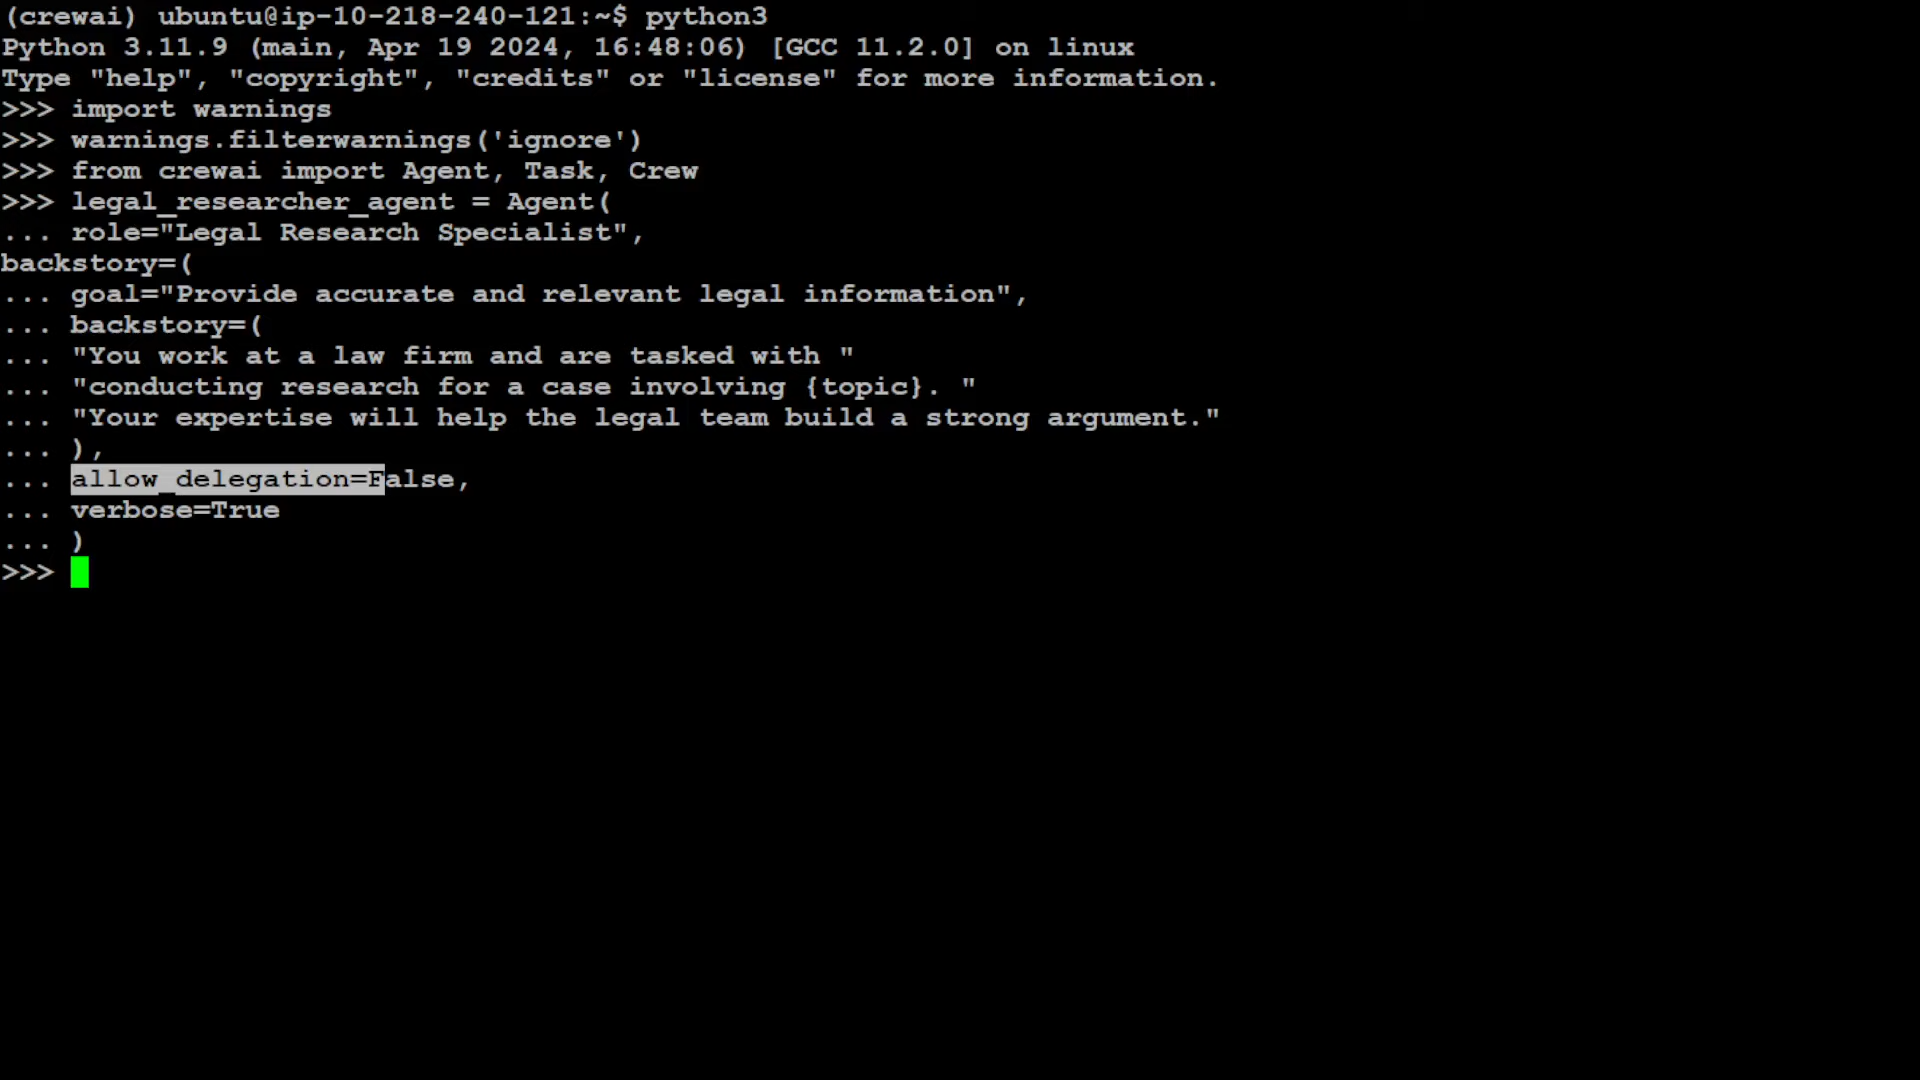 (crewai) ubuntu@ip-10-218-240-121:~$ python3
Python 3.11.9 (main, Apr 19 2024, 16:48:06) [GCC 11.2.0] on linux
Type "help", "copyright", "credits" or "license" for more information.
>>> import warnings
>>> warnings.filterwarnings('ignore')
>>> from crewai import Agent, Task, Crew
>>> legal_researcher_agent = Agent(
... role="Legal Research Specialist",
backstory=(
... goal="Provide accurate and relevant legal information",
... backstory=(
... "You work at a law firm and are tasked with "
... "conducting research for a case involving {topic}. "
... "Your expertise will help the legal team build a strong argument."
... ),
... allow_delegation=False,
... verbose=True
... )
>>>